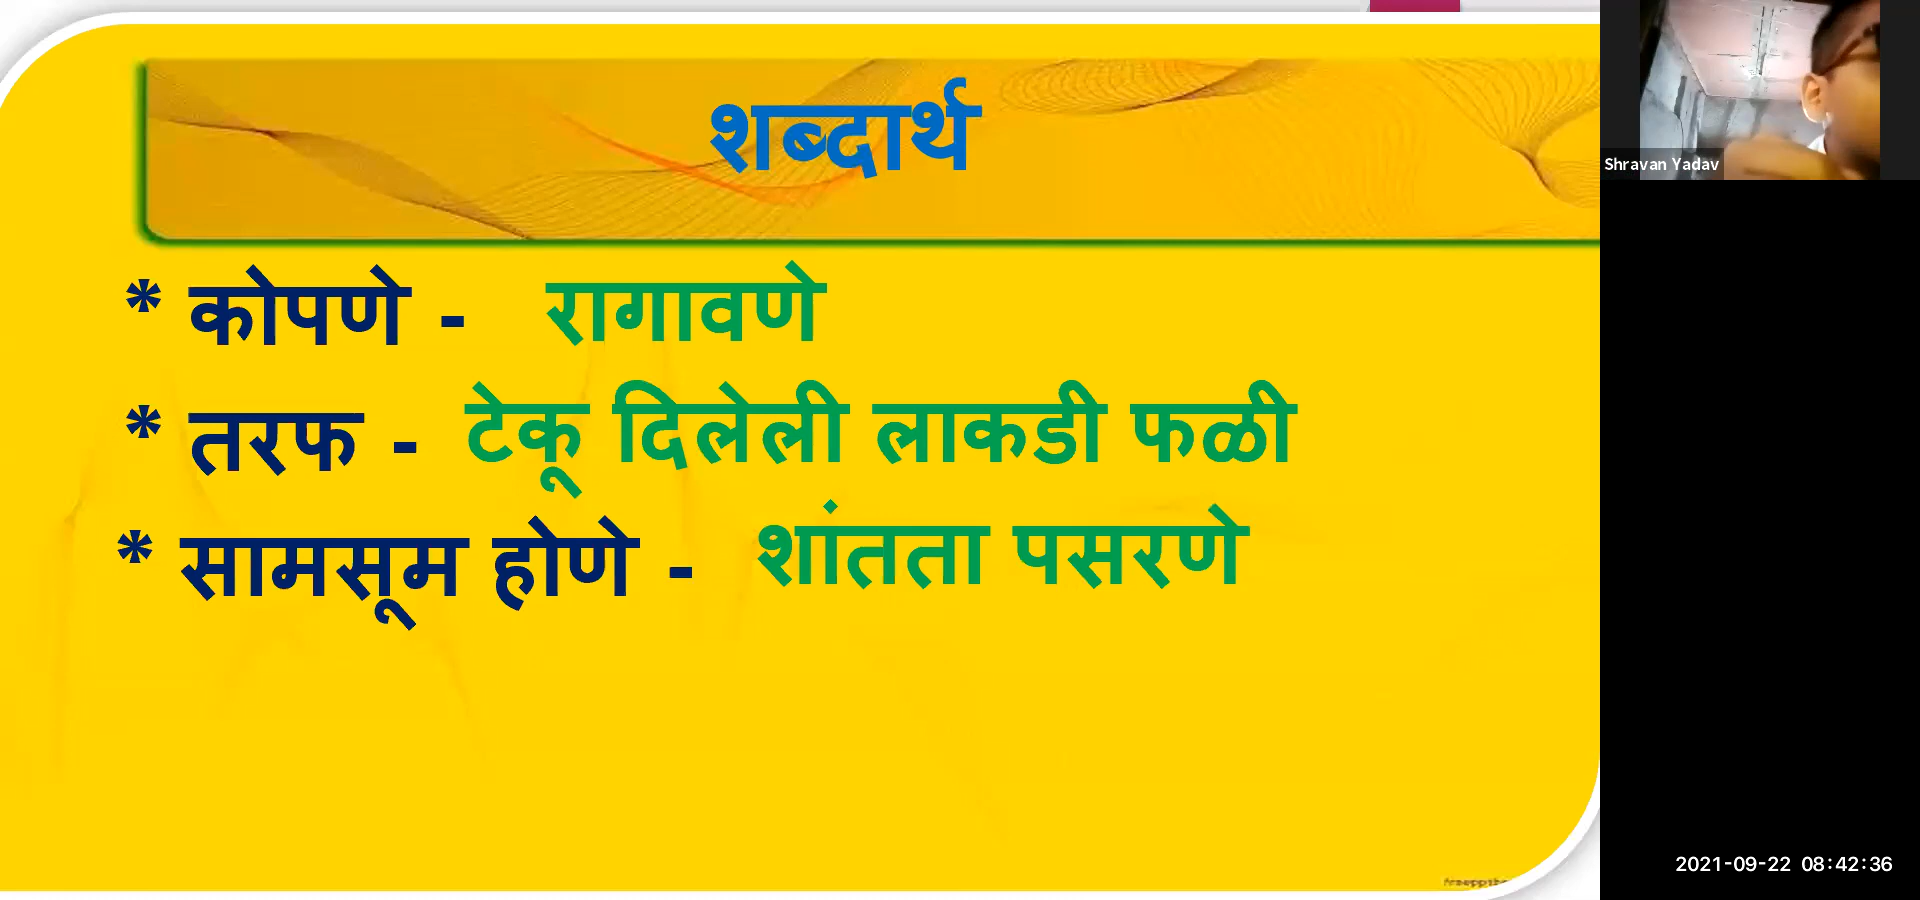 शब्दार्थ
* कोपणे - रागावणे
* तरफ - टेकू दिलेली लाकडी फळी
* सामसूम होणे - शांतता पसरणे
Shravan Yadav
2021-09-22 08:42:36